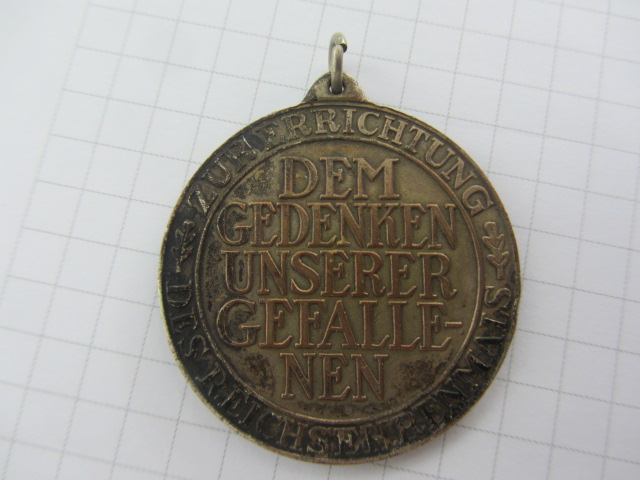 ZUR ERRICHTUNG
DES REICHSEHRENMALS
DEM
GEDENKEN
UNSERER
GEFALLE-
NEN